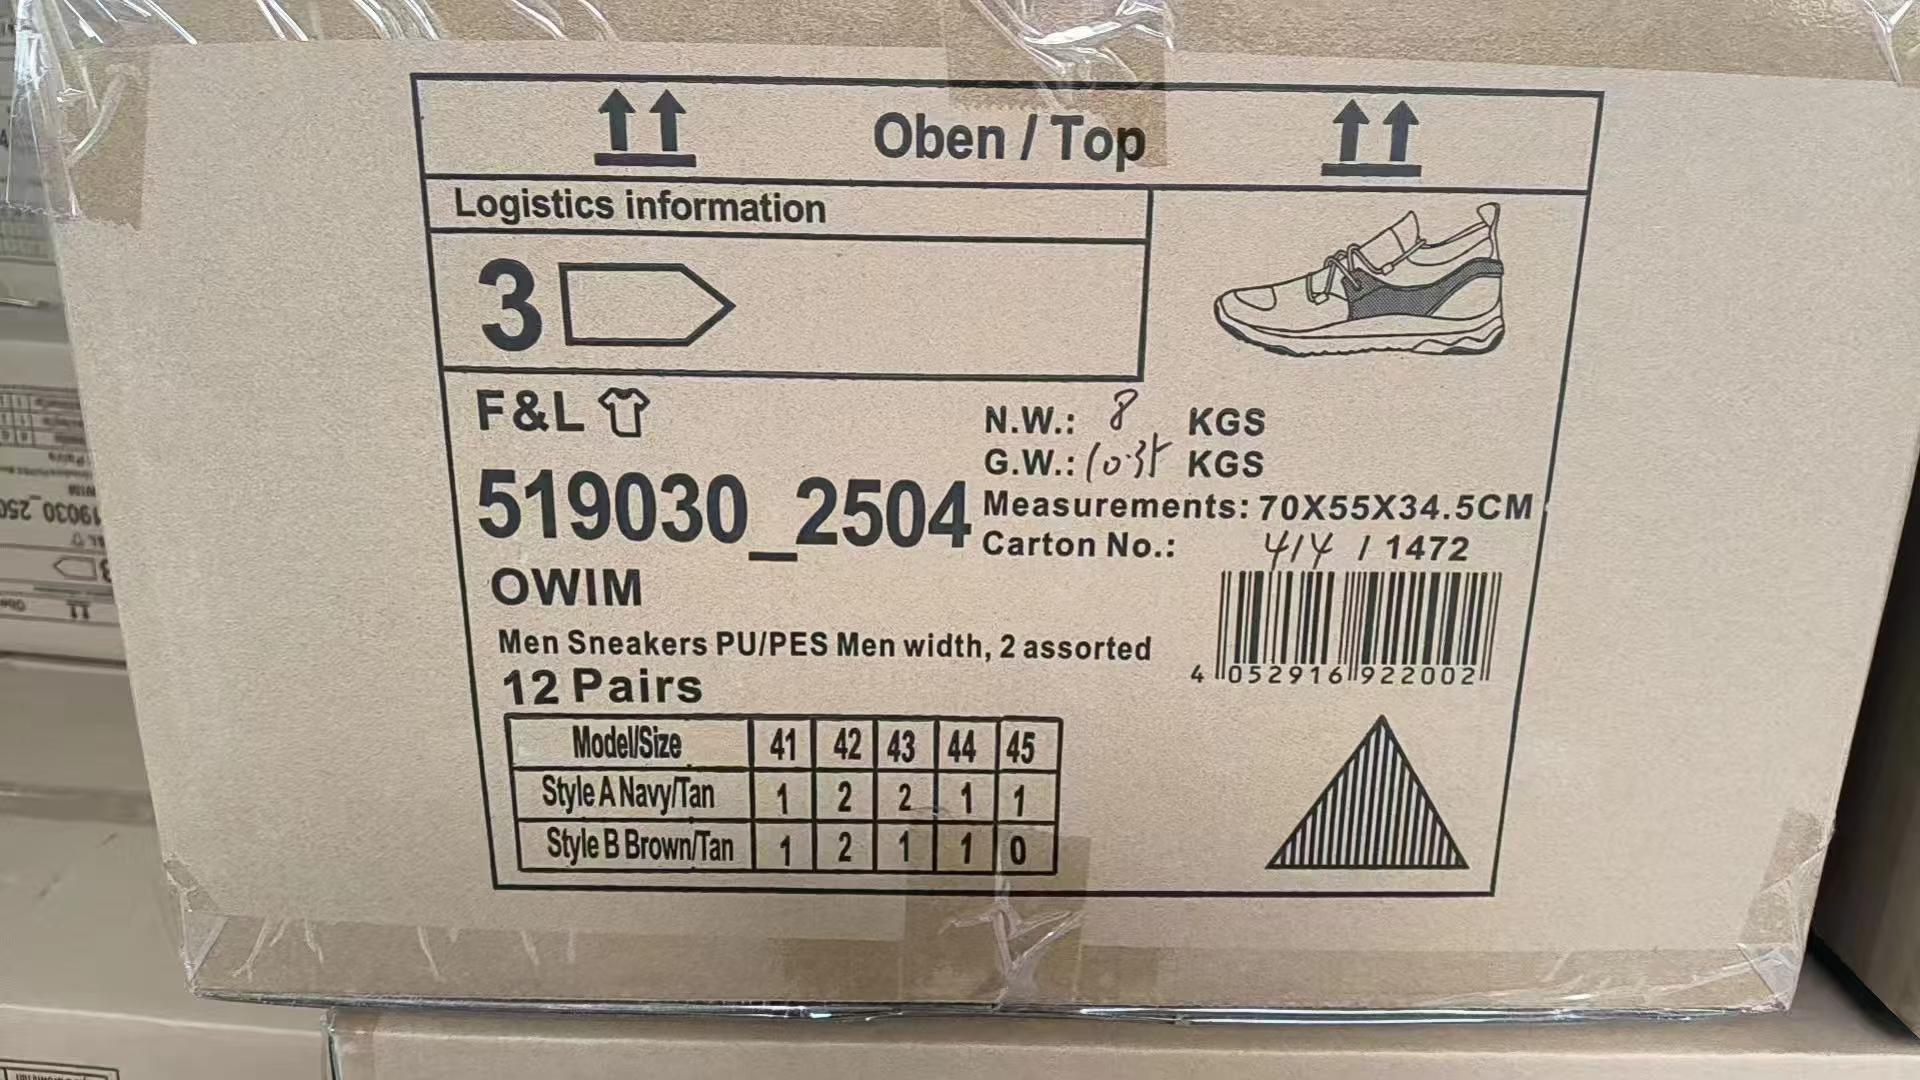 Oben / Top
Logistics information
3
F&L
N.W.: 8 KGS
G.W.: 10.35 KGS
519030_2504
Measurements: 70X55X34.5CM
Carton No.: 414 / 1472
OWIM
Men Sneakers PU/PES Men width, 2 assorted
12 Pairs
4 052916 922002
Model/Size 41 42 43 44 45
Style A Navy/Tan 1 2 2 1 1
Style B Brown/Tan 1 2 1 1 0